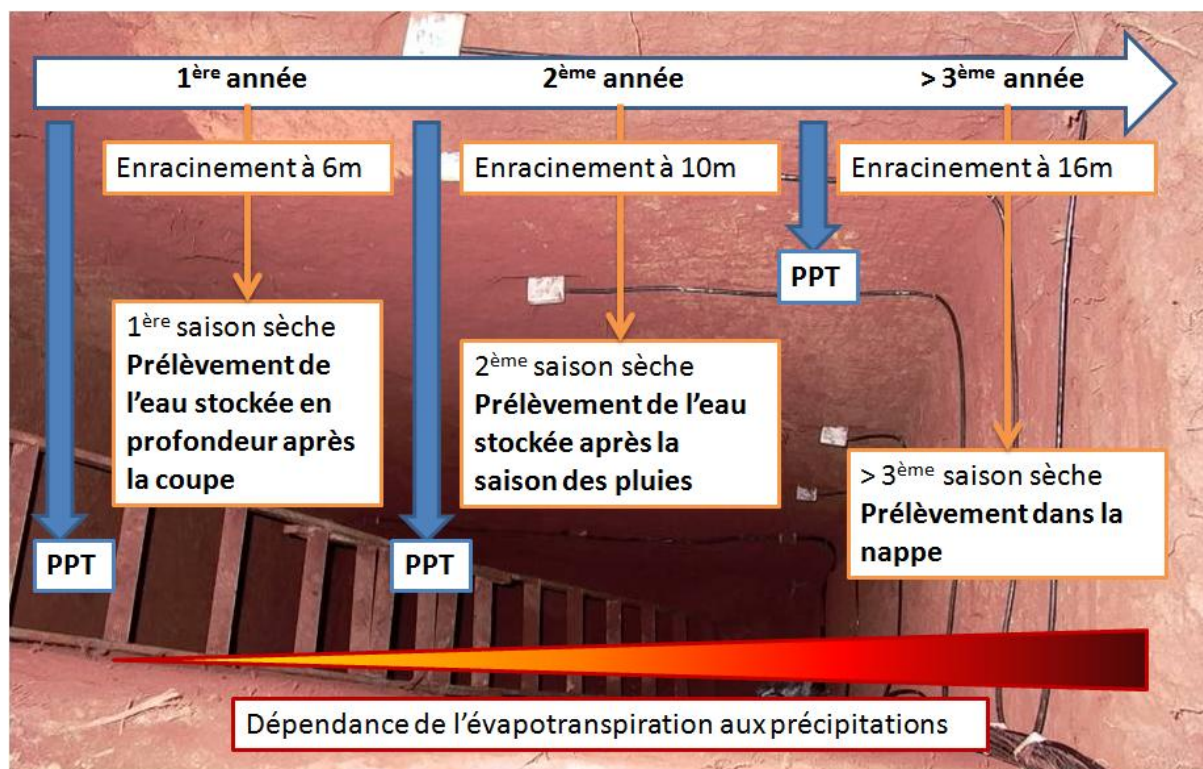 1ère année
2ème année
> 3ème année
Enracinement à 6m
Enracinement à 10m
Enracinement à 16m
PPT
1ère saison sèche
Prélèvement de
l'eau stockée en
profondeur après
la coupe
2ème saison sèche
Prélèvement de l'eau
stockée après la
saison des pluies
> 3ème saison sèche
Prélèvement dans la
nappe
PPT
PPT
Dépendance de l'évapotranspiration aux précipitations